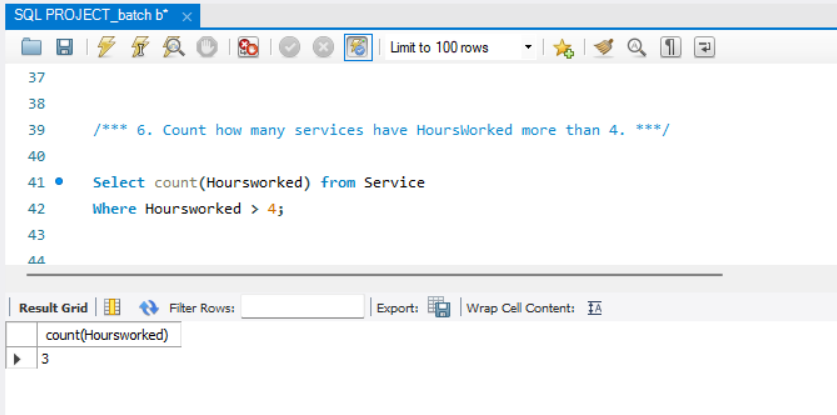 SQL PROJECT_batch b*
Limit to 100 rows
37
38
39 /*** 6. Count how many services have HoursWorked more than 4. ***/
40
41 Select count(Hoursworked) from Service
42 Where Hoursworked > 4;
43
44
Result Grid Filter Rows: Export: Wrap Cell Content:
count(Hoursworked)
3